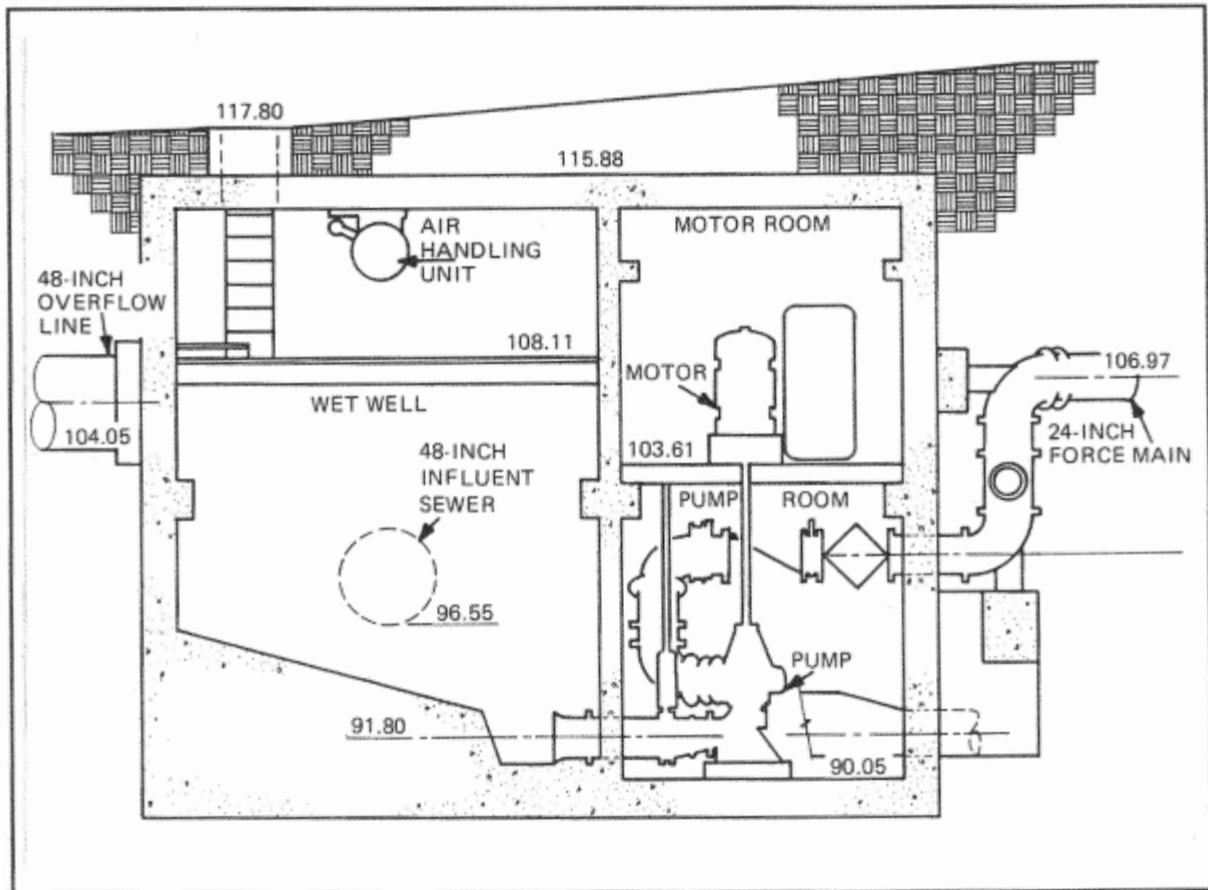 117.80
115.88
AIR
HANDLING
UNIT
MOTOR ROOM
48-INCH
OVERFLOW
LINE
108.11
106.97
MOTOR
WET WELL
104.05
48-INCH
INFLUENT
SEWER
103.61
24-INCH
FORCE MAIN
PUMP ROOM
96.55
PUMP
91.80
90.05